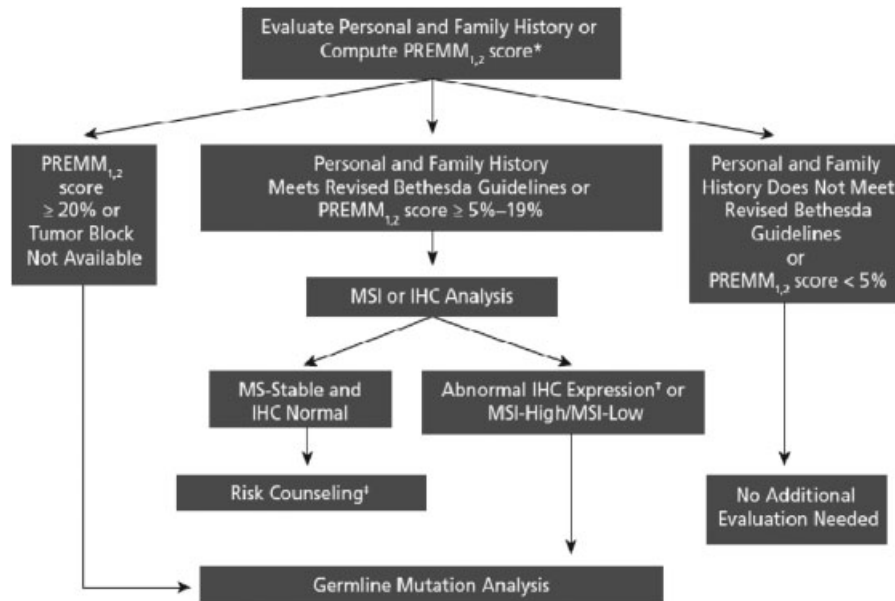 Evaluate Personal and Family History or
Compute PREMM1,2 score*
PREMM1,2
score
≥ 20% or
Tumor Block
Not Available
Personal and Family History
Meets Revised Bethesda Guidelines or
PREMM1,2 score ≥ 5%–19%
Personal and Family
History Does Not Meet
Revised Bethesda
Guidelines
or
PREMM1,2 score < 5%
MSI or IHC Analysis
MS-Stable and
IHC Normal
Abnormal IHC Expression† or
MSI-High/MSI-Low
Risk Counseling‡
No Additional
Evaluation Needed
Germline Mutation Analysis